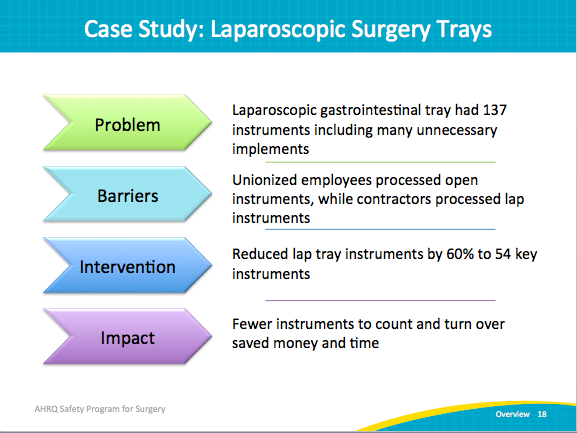 Case Study: Laparoscopic Surgery Trays
Problem
Laparoscopic gastrointestinal tray had 137
instruments including many unnecessary
implements
Barriers
Unionized employees processed open
instruments, while contractors processed lap
instruments
Intervention
Reduced lap tray instruments by 60% to 54 key
instruments
Impact
Fewer instruments to count and turn over
saved money and time
AHRQ Safety Program for Surgery
Overview 18